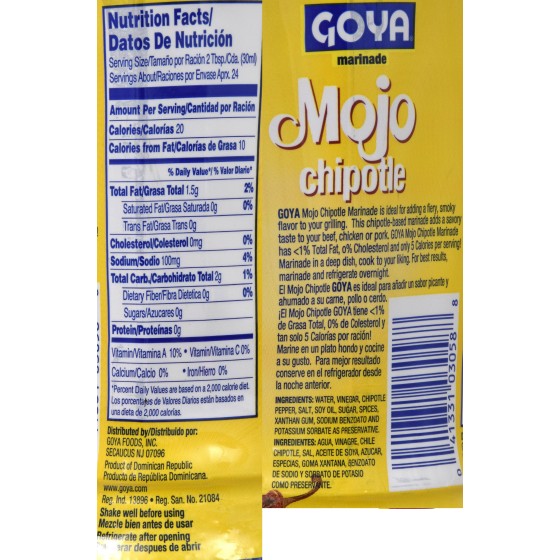 Nutrition Facts/
Datos De Nutrición
Serving Size/Tamaño por Ración 2 Tbsp./Cda. (30ml)
Servings About/Raciones por Envase Aprx. 24
Amount Per Serving/Cantidad por Ración
Calories/Calorías 20
Calories from Fat/Calorías de Grasa 10
% Daily Value*/ % Valor Diario*
Total Fat/Grasa Total 1.5g 2%
Saturated Fat/Grasa Saturada 0g 0%
Trans Fat/Grasa Trans 0g
Cholesterol/Colesterol 0mg 0%
Sodium/Sodio 100mg 4%
Total Carb./Carbohidrato Total 2g 1%
Dietary Fiber/Fibra Dietética 0g 0%
Sugars/Azucares 0g
Protein/Proteínas 0g
Vitamin/Vitamina A 10% • Vitamin/Vitamina C 0%
Calcium/Calcio 0% • Iron/Hierro 0%
*Percent Daily Values are based on a 2,000 calorie diet.
Los porcentajes de Valores Diarios están basados en
una dieta de 2,000 calorías.
Distributed by/Distribuido por:
GOYA FOODS, INC.
SECAUCUS NJ 07096
Product of Dominican Republic
Producto de República Dominicana.
www.goya.com
Reg. Ind. 13896 • Reg. San. No. 21084
Shake well before using
Mezcle bien antes de usar
Refrigerate after opening
después de abrir
GOYA
marinade
Mojo
chipotle
GOYA Mojo Chipotle Marinade is ideal for adding a fiery, smoky
flavor to your grilling. This chipotle-based marinade adds a savory
taste to your beef, chicken or pork. GOYA Mojo Chipotle Marinade
has <1% Total Fat, 0% Cholesterol and only 5 Calories per serving!
Marinade in a deep dish, cook to your liking. For best results,
marinade and refrigerate overnight.
El Mojo Chipotle GOYA es ideal para añadir un sabor picante y
ahumado a su carne, pollo o cerdo.
¡El Mojo Chipotle GOYA tiene <1%
de Grasa Total, 0% de Colesterol y
tan solo 5 Calorías por ración!
Marine en un plato hondo y cocine
a su gusto. Para mejor resultado
conserve en el refrigerador desde
la noche anterior.
INGREDIENTS: WATER, VINEGAR, CHIPOTLE
PEPPER, SALT, SOY OIL, SUGAR, SPICES,
XANTHAN GUM, SODIUM BENZOATE AND
POTASSIUM SORBATE AS PRESERVATIVE.
INGREDIENTES: AGUA, VINAGRE, CHILE
CHIPOTLE, SAL, ACEITE DE SOYA, AZUCAR,
ESPECIAS, GOMA XANTANA, BENZOATO
DE SODIO Y SORBATO DE POTASIO
COMO PRESERVANTE.
0 41331 03058 8